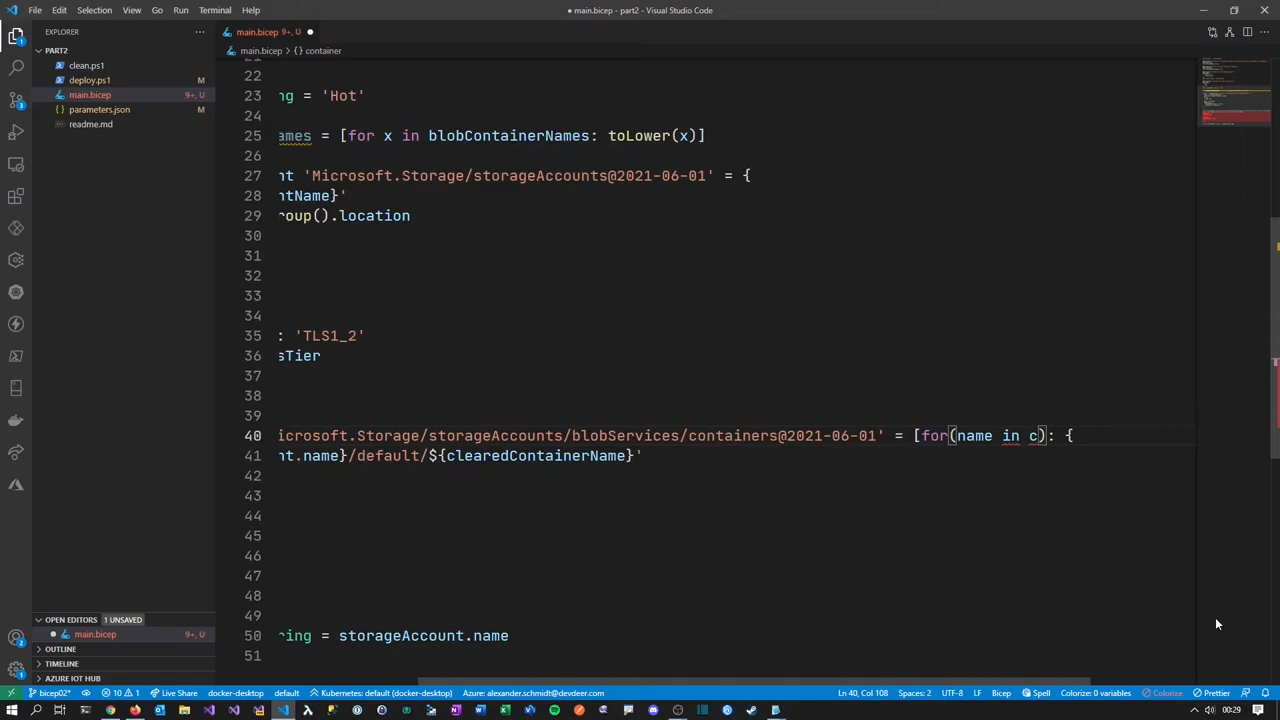 File Edit Selection View Go Run Terminal Help
● main.bicep - part2 - Visual Studio Code
EXPLORER
main.bicep 9+, U
PART2
main.bicep > {} container
clean.ps1
deploy.ps1 M
main.bicep 9+, U
parameters.json M
readme.md
22
23 ng = 'Hot'
24
25 ames = [for x in blobContainerNames: toLower(x)]
26
27 nt 'Microsoft.Storage/storageAccounts@2021-06-01' = {
28 ntName}'
29 roup().location
30
31
32
33
34
35 : 'TLS1_2'
36 sTier
37
38
39
40 icrosoft.Storage/storageAccounts/blobServices/containers@2021-06-01' = [for(name in c): {
41 nt.name}/default/${clearedContainerName}'
42
43
44
45
46
47
48
49
50 ring = storageAccount.name
51
OPEN EDITORS 1 UNSAVED
main.bicep 9+, U
OUTLINE
TIMELINE
AZURE IOT HUB
bicep02* 10 1 Live Share docker-desktop default Kubernetes: default (docker-desktop) Azure: alexander.schmidt@devdeer.com Ln 40, Col 108 Spaces: 2 UTF-8 LF Bicep Spell Colorize: 0 variables Colorize Prettier
00:29